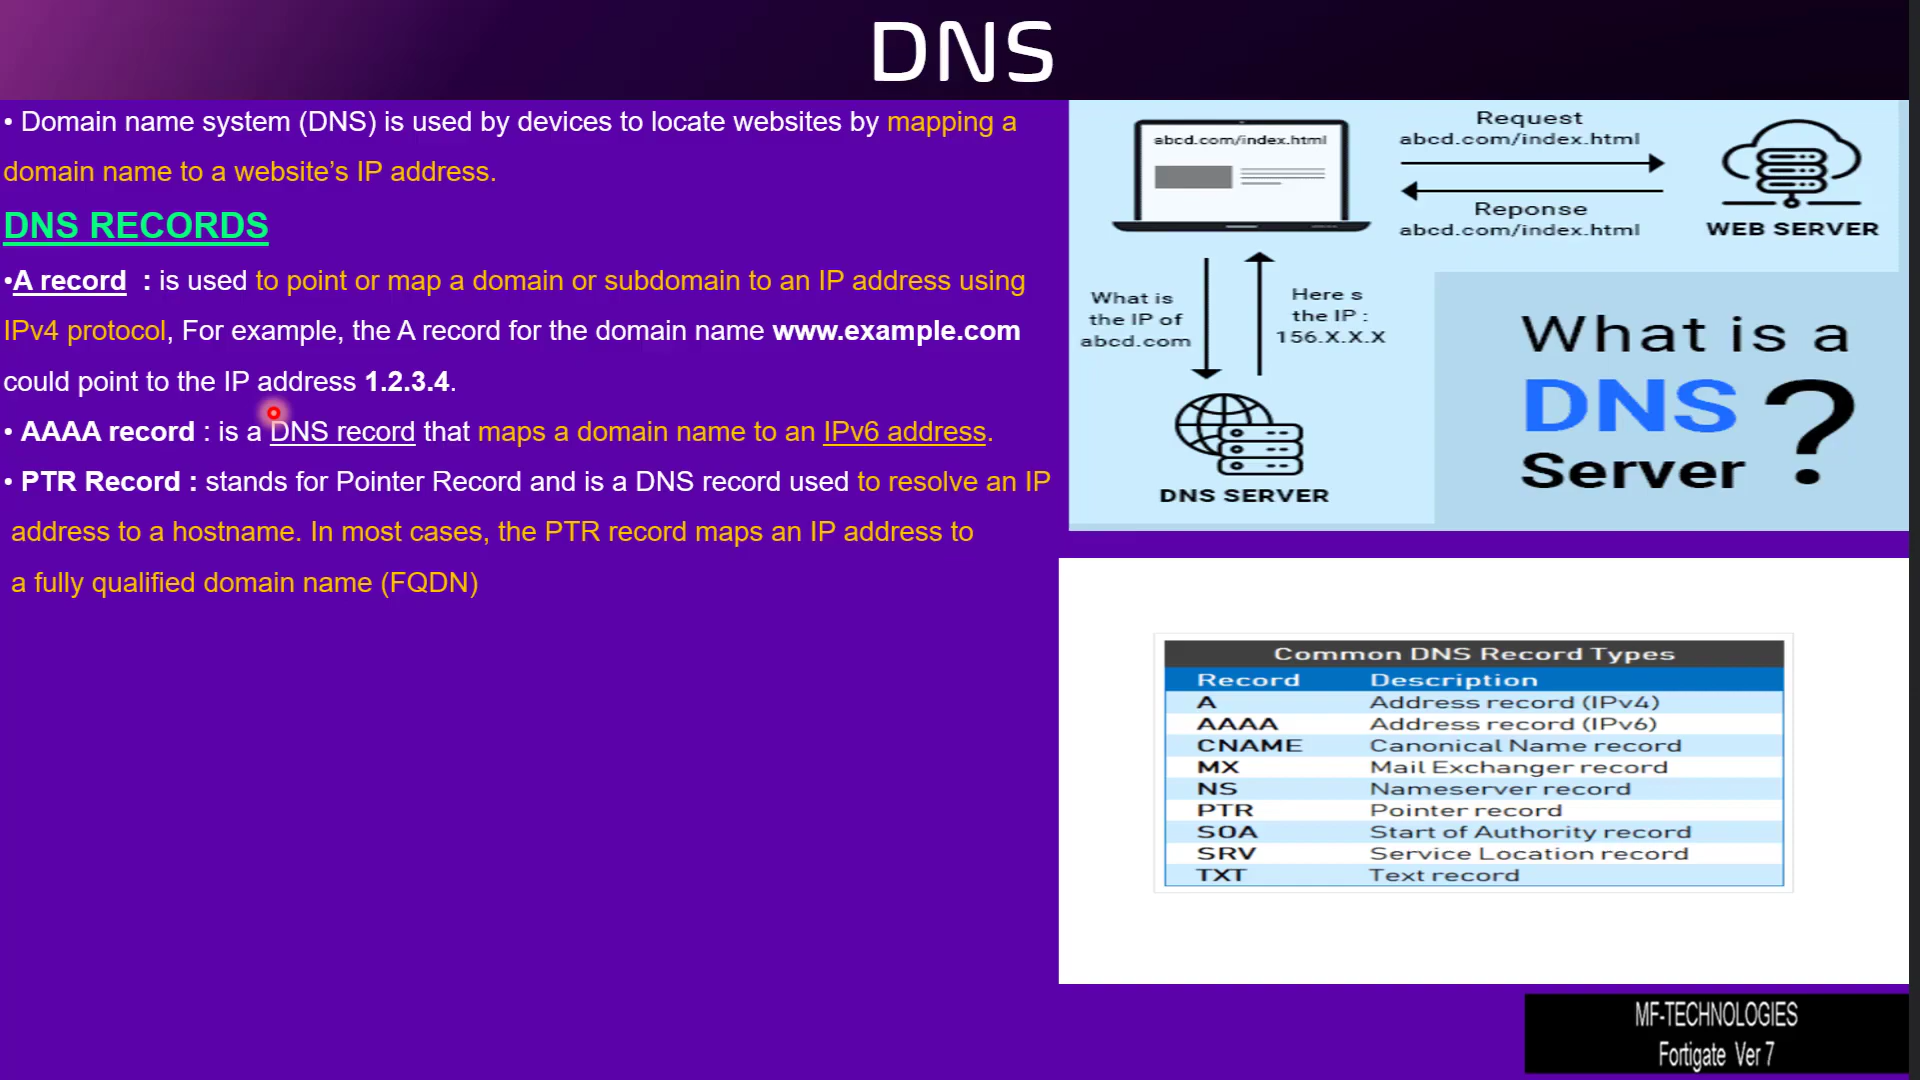 DNS
• Domain name system (DNS) is used by devices to locate websites by mapping a
domain name to a website’s IP address.
DNS RECORDS
•A record : is used to point or map a domain or subdomain to an IP address using
IPv4 protocol, For example, the A record for the domain name www.example.com
could point to the IP address 1.2.3.4.
• AAAA record : is a DNS record that maps a domain name to an IPv6 address.
• PTR Record : stands for Pointer Record and is a DNS record used to resolve an IP
address to a hostname. In most cases, the PTR record maps an IP address to
a fully qualified domain name (FQDN)
abcd.com/index.html
Request
abcd.com/index.html
Reponse
abcd.com/index.html
WEB SERVER
What is
the IP of
abcd.com
Here s
the IP :
156.X.X.X
DNS SERVER
What is a
DNS
Server
?
Common DNS Record Types
Record Description
A Address record (IPv4)
AAAA Address record (IPv6)
CNAME Canonical Name record
MX Mail Exchanger record
NS Nameserver record
PTR Pointer record
SOA Start of Authority record
SRV Service Location record
TXT Text record
MF-TECHNOLOGIES
Fortigate Ver 7